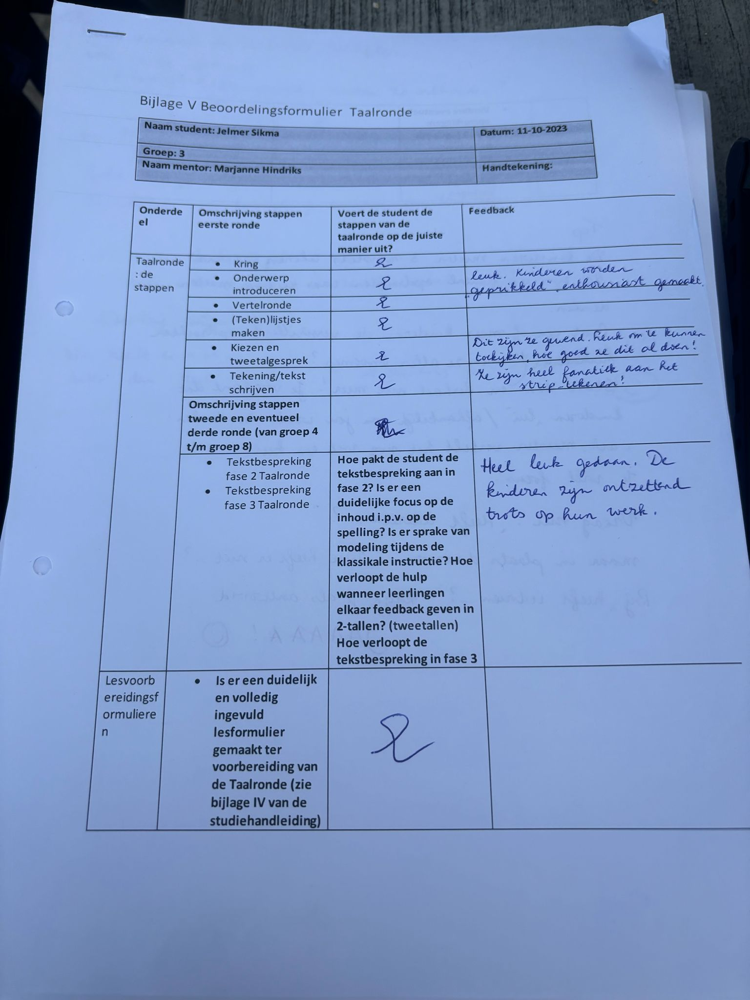 Bijlage V Beoordelingsformulier Taalronde
Naam student: Jelmer Sikma
Datum: 11-10-2023
Groep: 3
Naam mentor: Marjanne Hindriks
Handtekening:
Onderde
el
Omschrijving stappen
eerste ronde
Voert de student de
stappen van de
taalronde op de juiste
manier uit?
Feedback
Taalronde
: de
stappen
• Kring
• Onderwerp
introduceren
leuk. Kinderen worden
"geprikkeld" enthousiast gemaakt.
• Vertelronde
• (Teken)lijstjes
maken
• Kiezen en
tweetalgesprek
Dit zijn ze gewend. Leuk om te kunnen
toekijken, hoe goed ze dit al doen!
• Tekening/tekst
schrijven
Ze zijn heel fanatiek aan het
strip-tekenen!
Omschrijving stappen
tweede en eventueel
derde ronde (van groep 4
t/m groep 8)
• Tekstbespreking
fase 2 Taalronde
• Tekstbespreking
fase 3 Taalronde
Hoe pakt de student de
tekstbespreking aan in
fase 2? Is er een
duidelijke focus op de
inhoud i.p.v. op de
spelling? Is er sprake van
modeling tijdens de
klassikale instructie? Hoe
verloopt de hulp
wanneer leerlingen
elkaar feedback geven in
2-tallen? (tweetallen)
Hoe verloopt de
tekstbespreking in fase 3
Heel leuk gedaan. De
kinderen zijn ontzettend
trots op hun werk.
Lesvoorb
ereidingsf
ormuliere
n
• Is er een duidelijk
en volledig
ingevuld
lesformulier
gemaakt ter
voorbereiding van
de Taalronde (zie
bijlage IV van de
studiehandleiding)